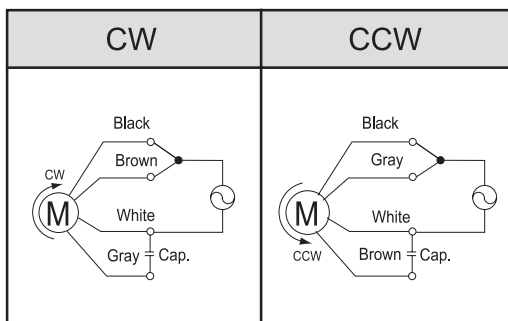 CW
CCW
Black
CW
Brown
M
White
Gray
Cap.
Black
Gray
M
White
CCW
Brown
Cap.